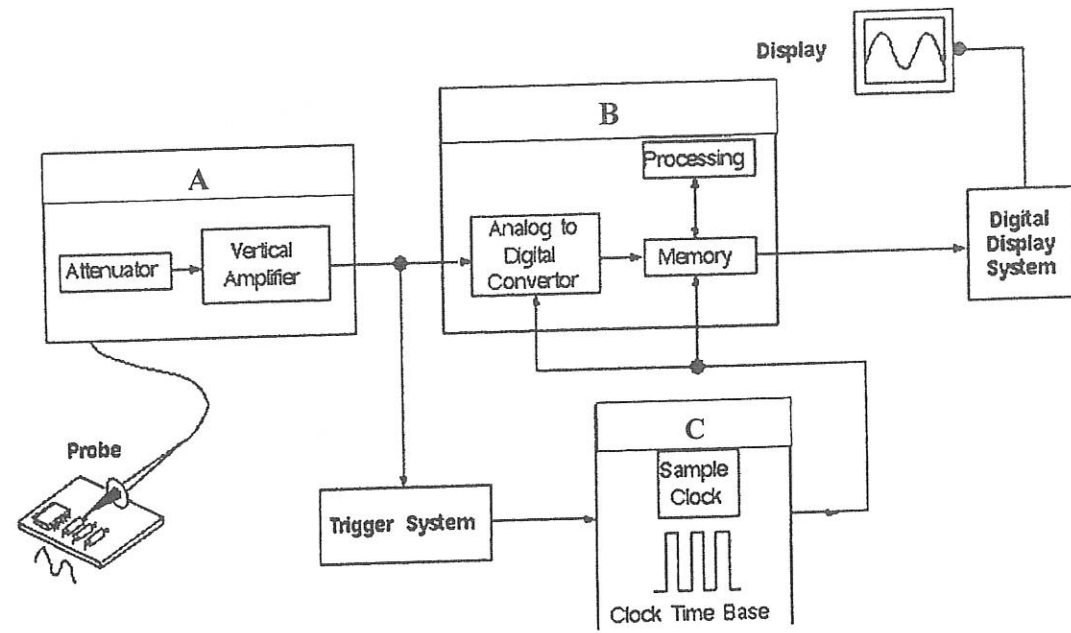 Display
B
Processing
A
Analog to
Digital
Convertor
Memory
Digital
Display
System
Attenuator
Vertical
Amplifier
Probe
C
Sample
Clock
Trigger System
Clock Time Base